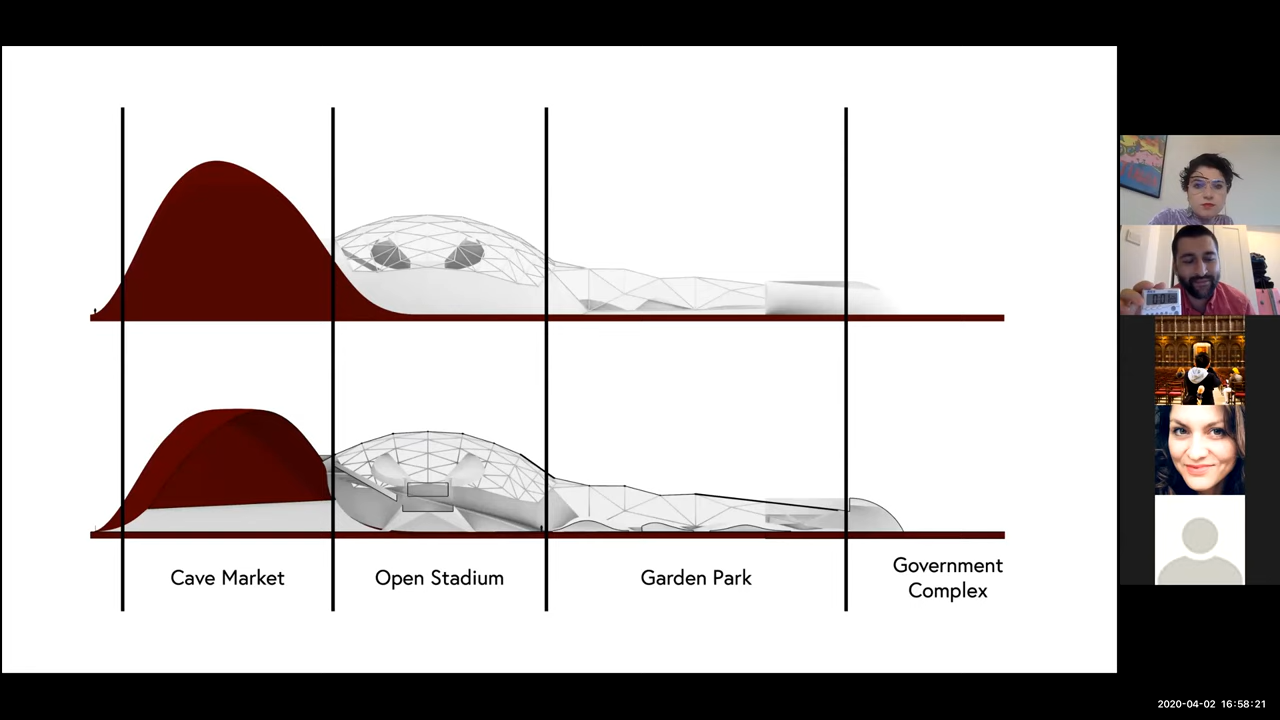 Cave Market
Open Stadium
Garden Park
Government
Complex
2020-04-02 16:58:21